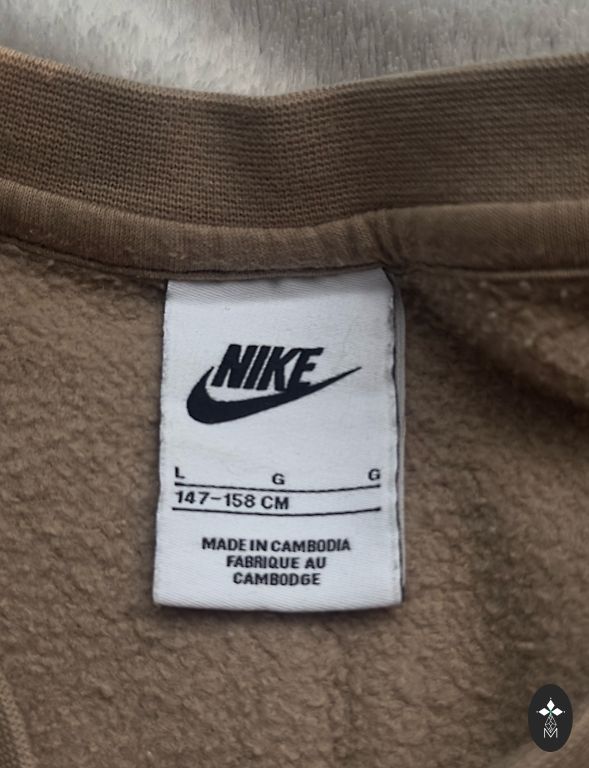 NIKE
L G G
147-158 CM
MADE IN CAMBODIA
FABRIQUE AU
CAMBODGE
M